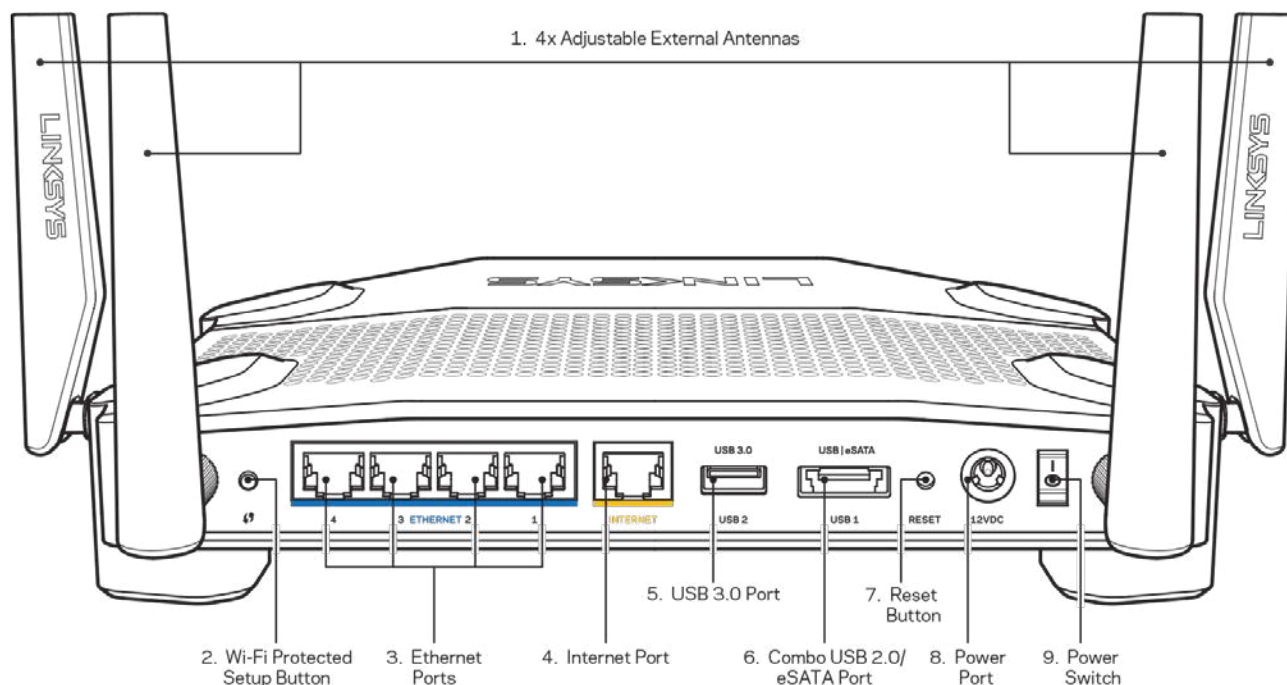 1. 4x Adjustable External Antennas
LINKSYS
LINKSYS
LINKSYS
USB 3.0
USB | eSATA
4
3 ETHERNET 2
1
INTERNET
USB 2
USB 1
RESET
12VDC
5. USB 3.0 Port
7. Reset
Button
2. Wi-Fi Protected
Setup Button
3. Ethernet
Ports
4. Internet Port
6. Combo USB 2.0/
eSATA Port
8. Power
Port
9. Power
Switch